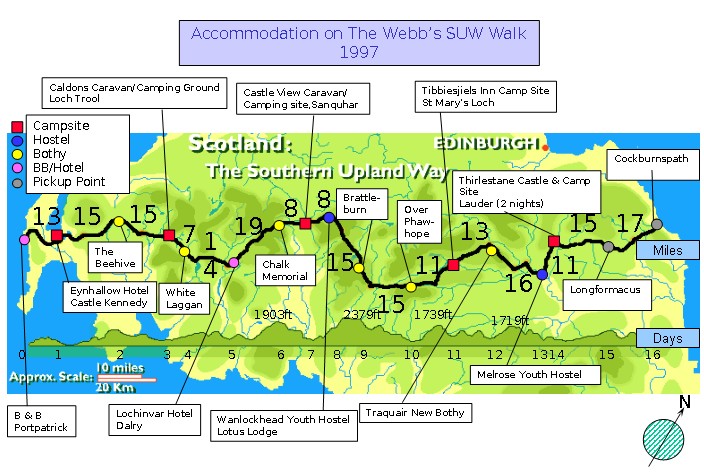 Accommodation on The Webb's SUW Walk
1997
Caldons Caravan/Camping Ground
Loch Trool
Castle View Caravan/
Camping site,Sanquhar
Tibbiesjiels Inn Camp Site
St Mary's Loch
Campsite
Hostel
Bothy
BB/Hotel
Pickup Point
Scotland:
The Southern Upland Way
EDINBURGH
Cockburnspath
Thirlestane Castle & Camp
Site
Lauder (2 nights)
Brattle-
burn
Over
Phaw-
hope
13
15
15
7
1
4
19
8
8
15
15
11
13
16
11
15
17
Miles
The
Beehive
Chalk
Memorial
Eynhallow Hotel
Castle Kennedy
White
Laggan
Longformacus
1903ft
2379ft
1739ft
1719ft
Days
0 1 2 3 4 5 6 7 8 9 10 11 12 13 14 15 16
Approx. Scale:
10 miles
20 Km
Melrose Youth Hostel
B & B
Portpatrick
Lochinvar Hotel
Dalry
Wanlockhead Youth Hostel
Lotus Lodge
Traquair New Bothy
N